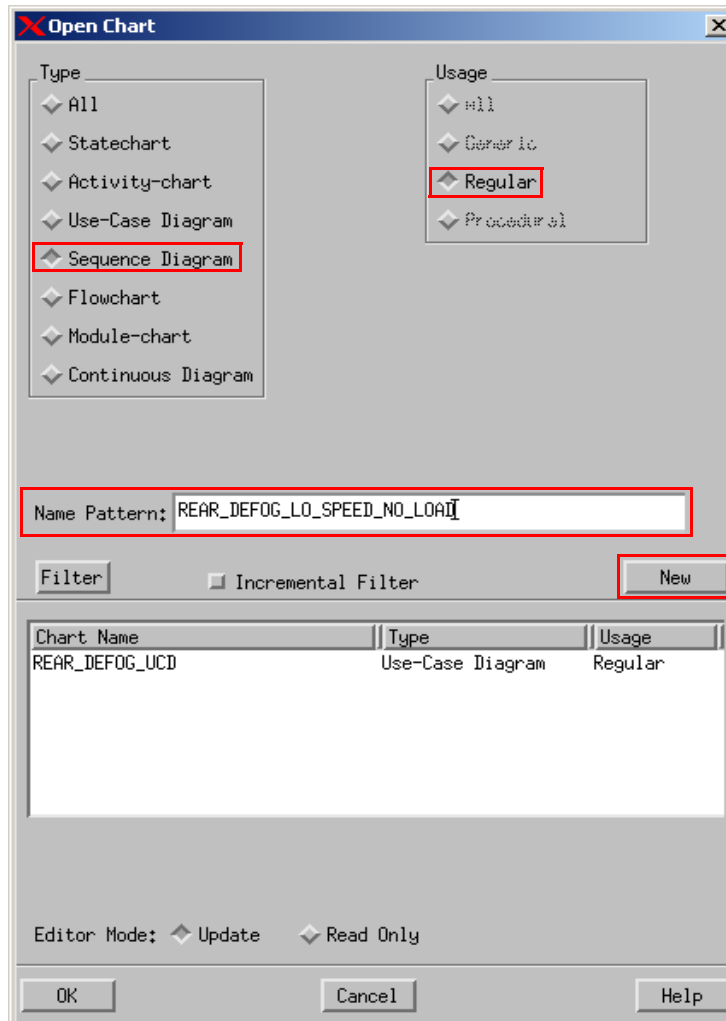 Open Chart
Type
All
Statechart
Activity-chart
Use-Case Diagram
Sequence Diagram
Flowchart
Module-chart
Continuous Diagram
Usage
All
Generic
Regular
Procedural
Name Pattern: REAR_DEFOG_LO_SPEED_NO_LOAD
Filter Incremental Filter New
Chart Name Type Usage
REAR_DEFOG_UCD Use-Case Diagram Regular
Editor Mode: Update Read Only
OK Cancel Help